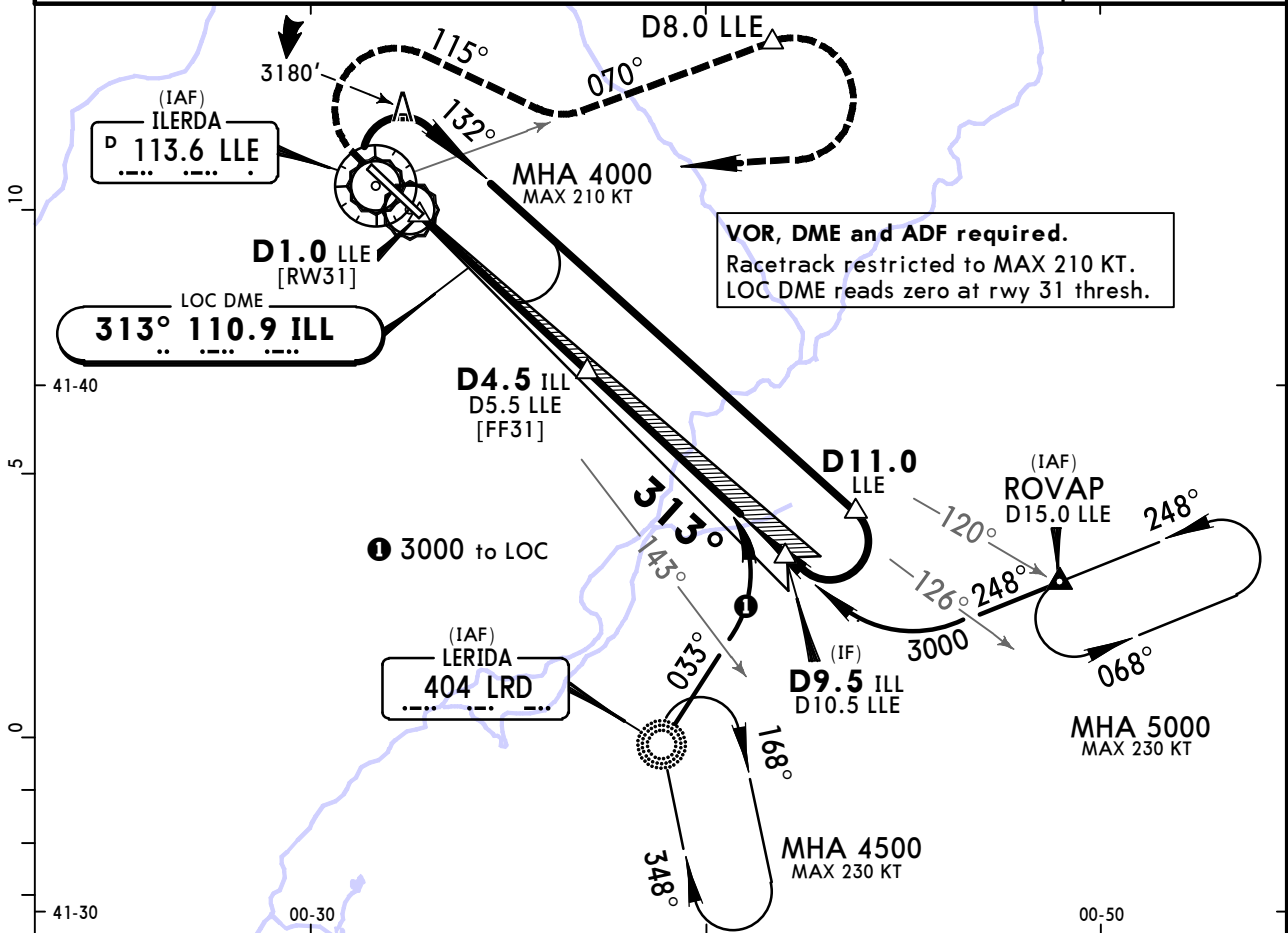 D8.0 LLE
115°
070°
3180'
(IAF)
ILERDA
D 113.6 LLE
132°
MHA 4000
MAX 210 KT
10
VOR, DME and ADF required.
Racetrack restricted to MAX 210 KT.
LOC DME reads zero at rwy 31 thresh.
D1.0 LLE
[RW31]
LOC DME
313° 110.9 ILL
D4.5 ILL
D5.5 LLE
[FF31]
41-40
5
D11.0
LLE
(IAF)
ROVAP
D15.0 LLE
248°
120°
313°
1 3000 to LOC
143°
126°
248°
1
3000
068°
(IAF)
LERIDA
404 LRD
033°
(IF)
D9.5 ILL
D10.5 LLE
0
168°
MHA 5000
MAX 230 KT
348°
MHA 4500
MAX 230 KT
41-30
00-30
00-50